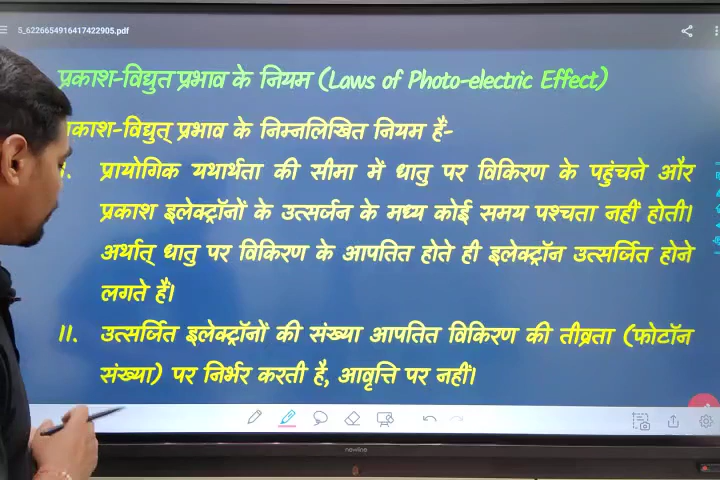 5_6226654916417422905.pdf
प्रकाश-विद्युत प्रभाव के नियम (Laws of Photo-electric Effect)
काश-विद्युत् प्रभाव के निम्नलिखित नियम हैं-
I. प्रायोगिक यथार्थता की सीमा में धातु पर विकिरण के पहुंचने और
प्रकाश इलेक्ट्रॉनों के उत्सर्जन के मध्य कोई समय पश्चता नहीं होती।
अर्थात् धातु पर विकिरण के आपतित होते ही इलेक्ट्रॉन उत्सर्जित होने
लगते हैं।
II. उत्सर्जित इलेक्ट्रॉनों की संख्या आपतित विकिरण की तीव्रता (फोटॉन
संख्या) पर निर्भर करती है, आवृत्ति पर नहीं।
newline